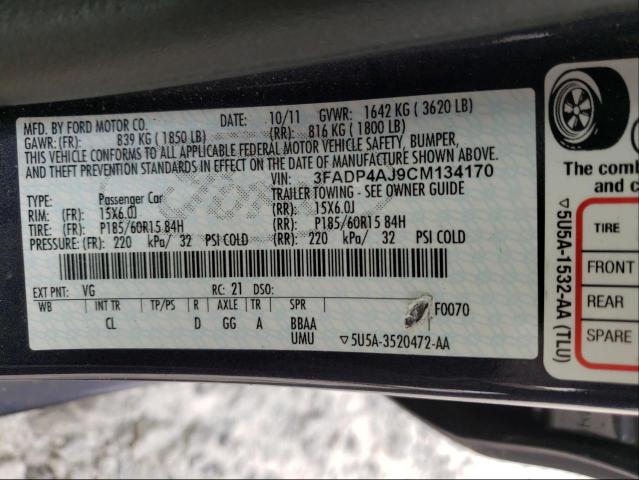 MFD. BY FORD MOTOR CO. DATE: 10/11 GVWR: 1642 KG ( 3620 LB)
GAWR: (FR): 839 KG ( 1850 LB) (RR): 816 KG ( 1800 LB)
THIS VEHICLE CONFORMS TO ALL APPLICABLE FEDERAL MOTOR VEHICLE SAFETY, BUMPER,
AND THEFT PREVENTION STANDARDS IN EFFECT ON THE DATE OF MANUFACTURE SHOWN ABOVE.
VIN: 3FADP4AJ9CM134170
TYPE: Passenger Car TRAILER TOWING - SEE OWNER GUIDE
RIM: (FR): 15X6.0J (RR): 15X6.0J
TIRE: (FR): P185/60R15 84H (RR): P185/60R15 84H
PRESSURE: (FR): 220 kPa/ 32 PSI COLD (RR): 220 kPa/ 32 PSI COLD
EXT PNT: VG RC: 21 DSO:
WB INT TR TP/PS R AXLE TR SPR F0070
CL D GG A BBAA
UMU ▽5U5A-3520472-AA
▽5U5A-1532-AA (TLU)
The com
and c
TIRE
FRONT
REAR
SPARE